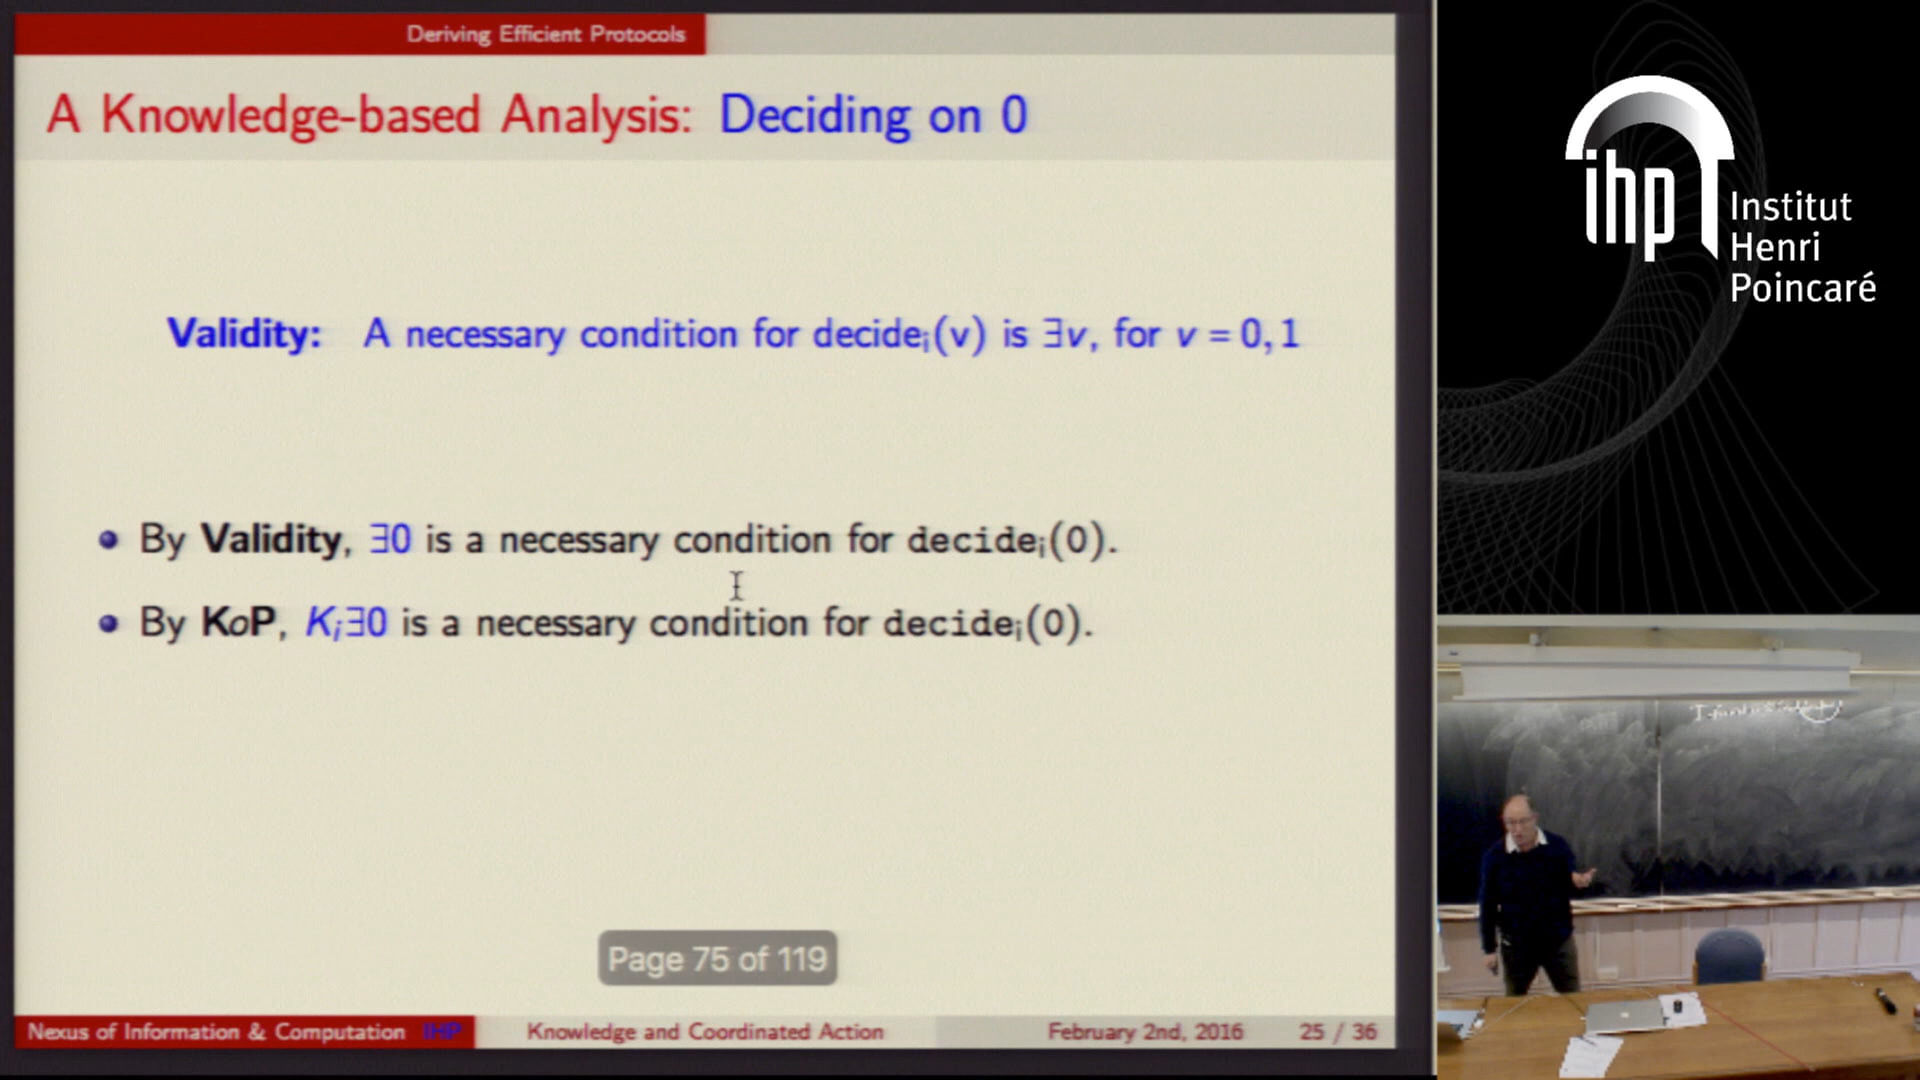 Deriving Efficient Protocols
A Knowledge-based Analysis: Deciding on 0
Validity: A necessary condition for decideᵢ(v) is ∃v, for v = 0, 1
• By Validity, ∃0 is a necessary condition for decideᵢ(0).
• By KoP, Kᵢ∃0 is a necessary condition for decideᵢ(0).
Page 75 of 119
Nexus of Information & Computation IHP
Knowledge and Coordinated Action
February 2nd, 2016
25 / 36
ihp
Institut
Henri
Poincaré